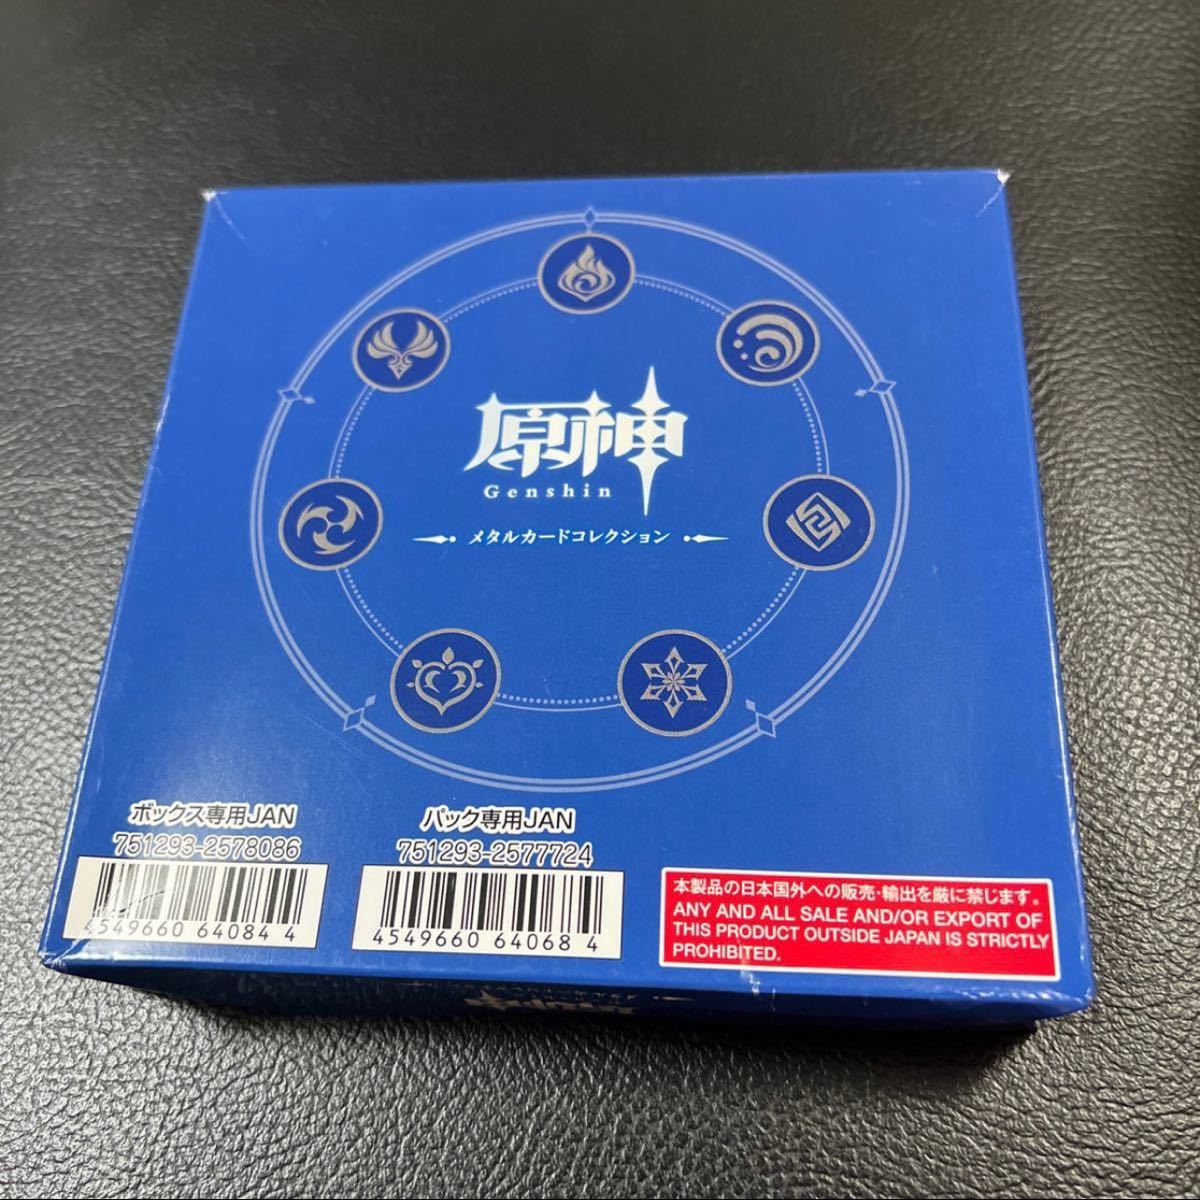 原神
Genshin
メタルカードコレクション
ボックス専用JAN
751293-2578086
4549660 64084 4
パック専用JAN
751293-2577724
4549660 64068 4
本製品の日本国外への販売・輸出を厳に禁じます。
ANY AND ALL SALE AND/OR EXPORT OF
THIS PRODUCT OUTSIDE JAPAN IS STRICTLY
PROHIBITED.